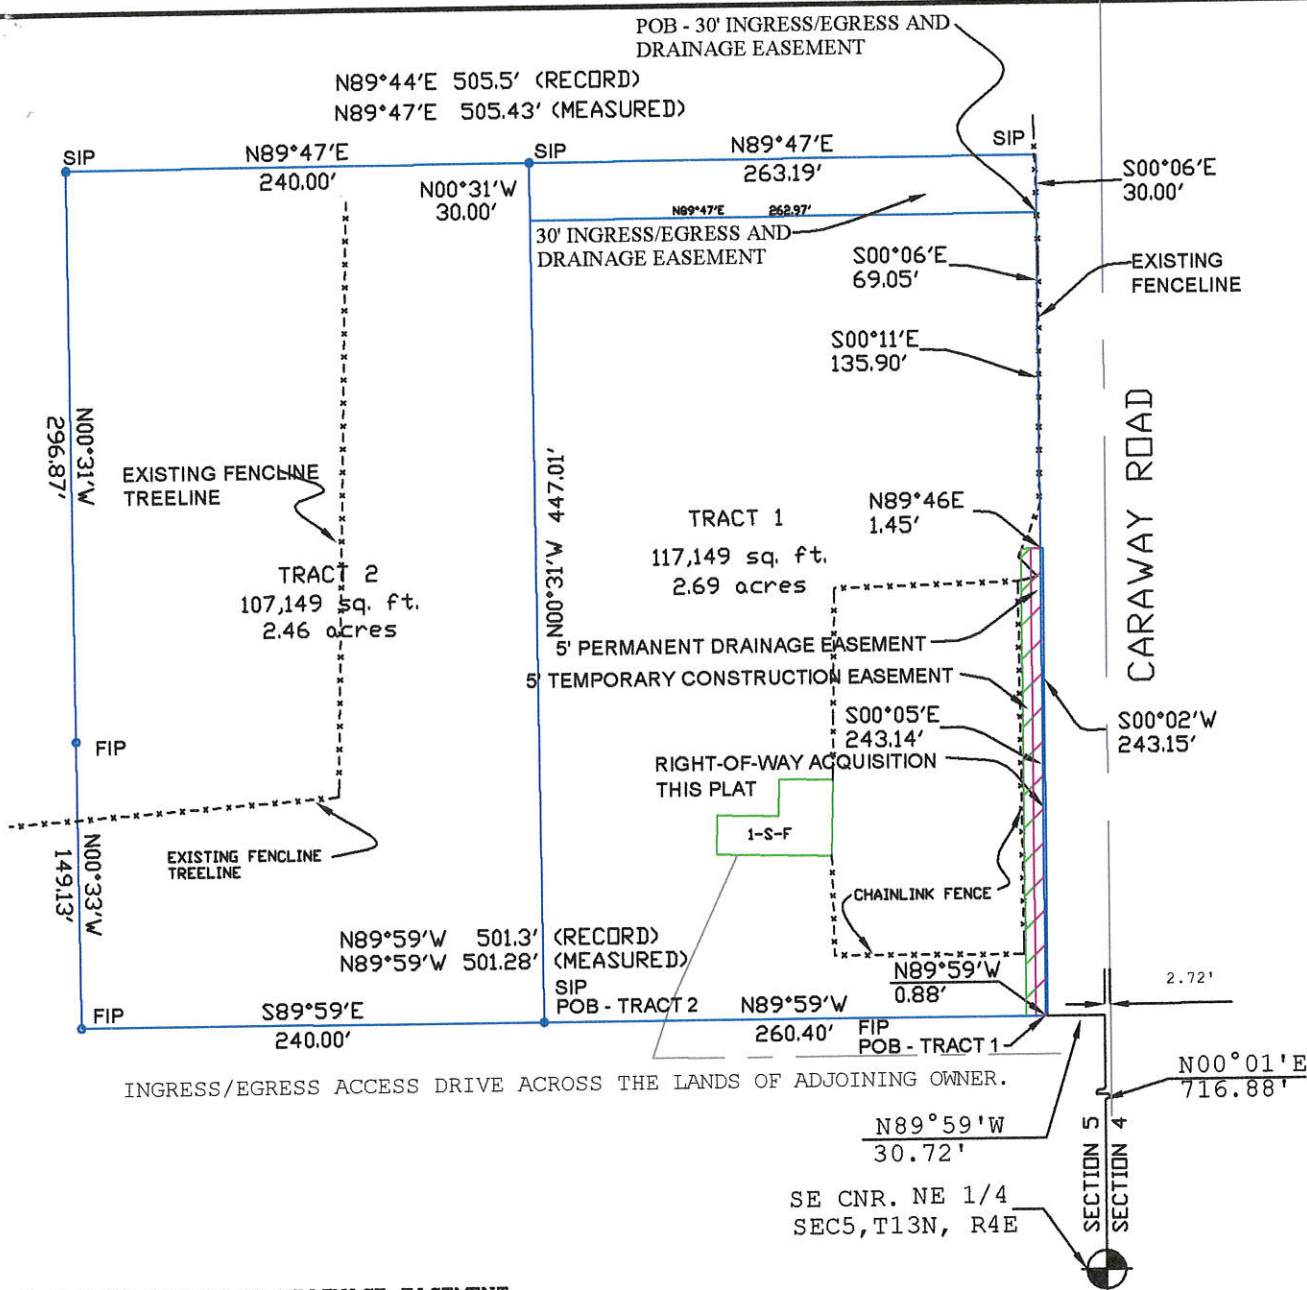 POB - 30' INGRESS/EGRESS AND
DRAINAGE EASEMENT
N89°44'E 505.5' (RECORD)
N89°47'E 505.43' (MEASURED)
SIP
N89°47'E
240.00'
SIP
N89°47'E
263.19'
SIP
S00°06'E
30.00'
N00°31'W
30.00'
N89°47'E 262.97'
30' INGRESS/EGRESS AND
DRAINAGE EASEMENT
S00°06'E
69.05'
EXISTING
FENCELINE
S00°11'E
135.90'
CARAWAY ROAD
N00°31'W
296.87'
EXISTING FENCLINE
TREELINE
N00°31'W 447.01'
N89°46E
1.45'
TRACT 1
117,149 sq. ft.
2.69 acres
TRACT 2
107,149 sq. ft.
2.46 acres
5' PERMANENT DRAINAGE EASEMENT
5' TEMPORARY CONSTRUCTION EASEMENT
S00°05'E
243.14'
S00°02'W
243.15'
FIP
RIGHT-OF-WAY ACQUISITION
THIS PLAT
1-S-F
EXISTING FENCLINE
TREELINE
N00°33'W
149.13'
CHAINLINK FENCE
N89°59'W 501.3' (RECORD)
N89°59'W 501.28' (MEASURED)
SIP
POB - TRACT 2
N89°59'W
0.88'
2.72'
FIP
S89°59'E
240.00'
N89°59'W
260.40'
FIP
POB - TRACT 1
INGRESS/EGRESS ACCESS DRIVE ACROSS THE LANDS OF ADJOINING OWNER.
N00°01'E
716.88'
N89°59'W
30.72'
SECTION 5
SECTION 4
SE CNR. NE 1/4
SEC5,T13N, R4E